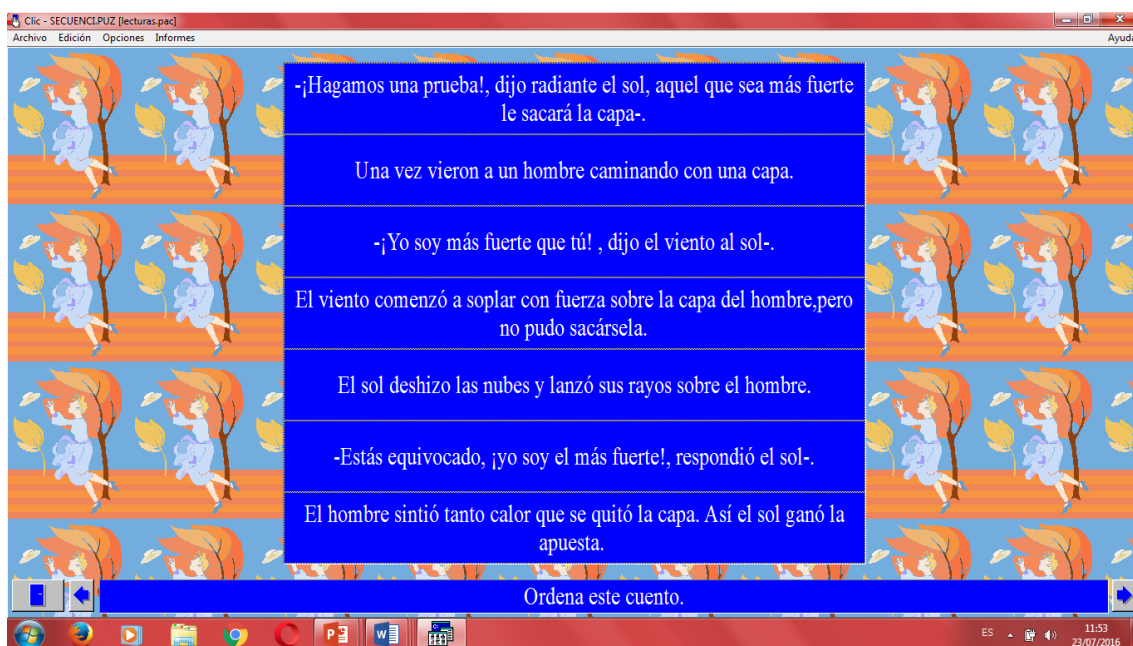 Clic - SECUENCI.PUZ [lecturas.pac]
Archivo Edición Opciones Informes Ayuda
-¡Hagamos una prueba!, dijo radiante el sol, aquel que sea más fuerte
le sacará la capa-.
Una vez vieron a un hombre caminando con una capa.
-¡Yo soy más fuerte que tú! , dijo el viento al sol-.
El viento comenzó a soplar con fuerza sobre la capa del hombre,pero
no pudo sacársela.
El sol deshizo las nubes y lanzó sus rayos sobre el hombre.
-Estás equivocado, ¡yo soy el más fuerte!, respondió el sol-.
El hombre sintió tanto calor que se quitó la capa. Así el sol ganó la
apuesta.
Ordena este cuento.
ES
11:53
23/07/2016